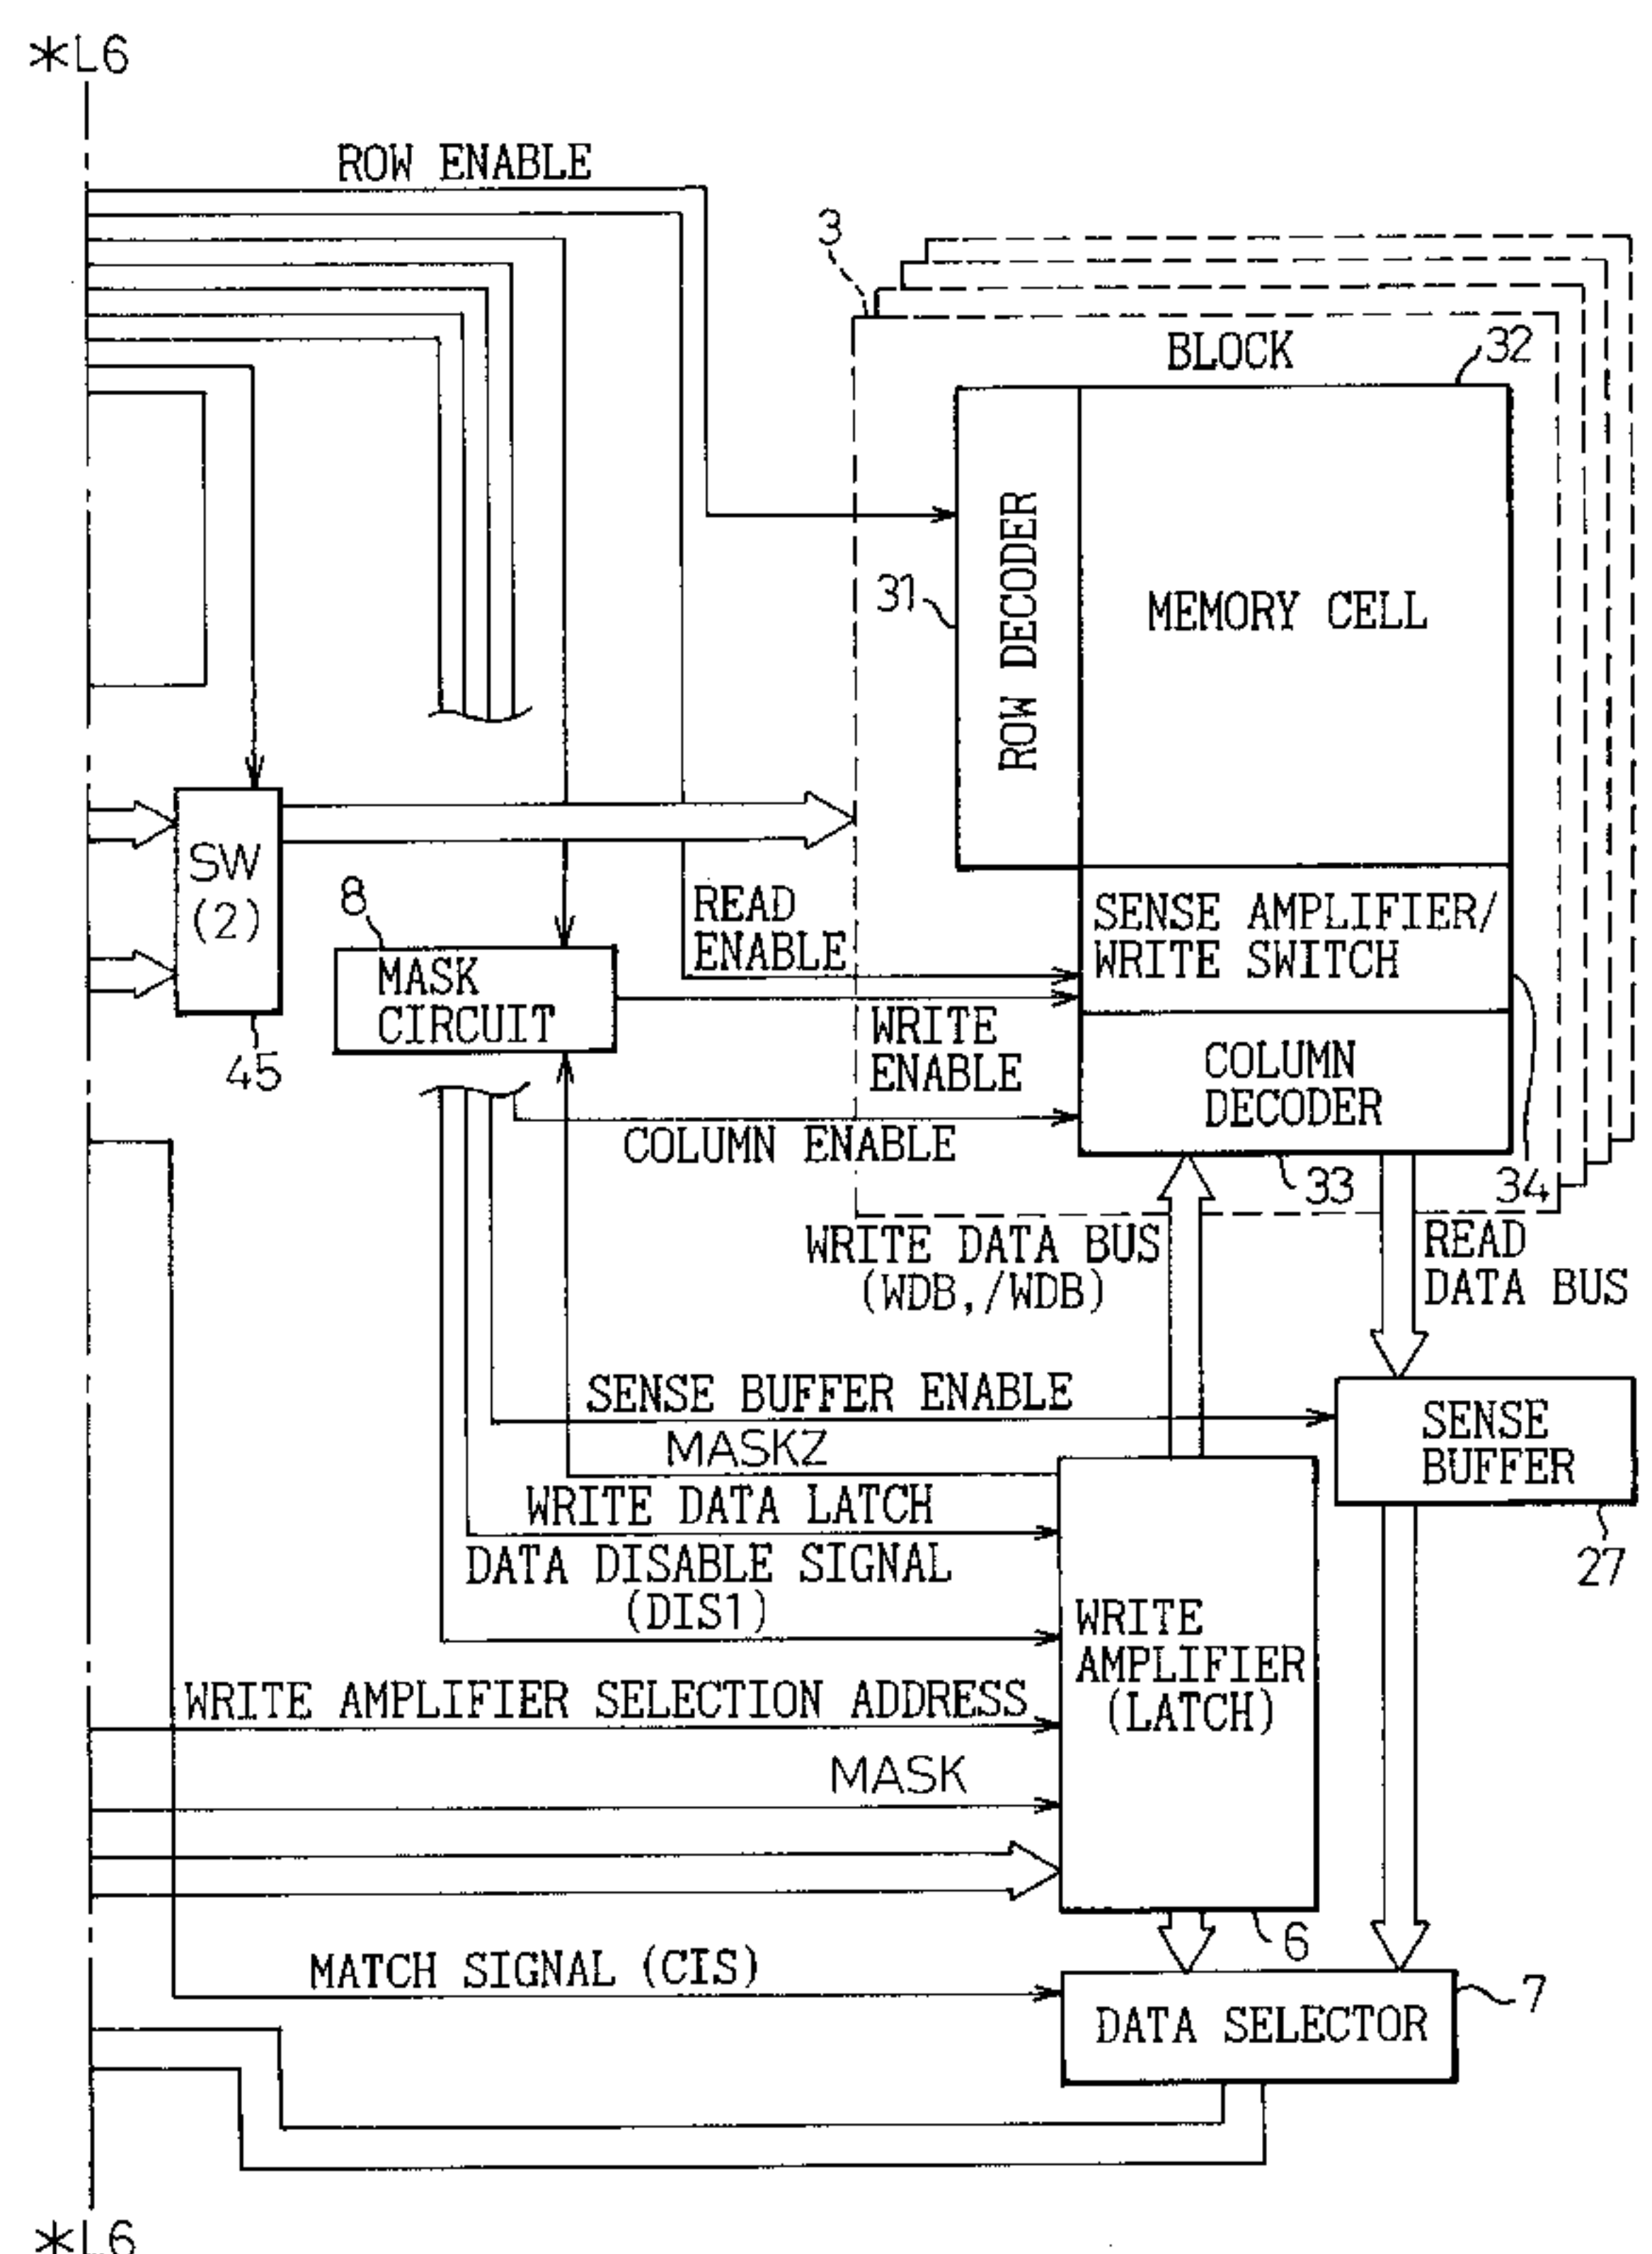 *L6
ROW ENABLE
3
BLOCK
32
ROW DECODER
31
MEMORY CELL
SW
(2)
45
8
MASK
CIRCUIT
READ
ENABLE
SENSE AMPLIFIER/
WRITE SWITCH
WRITE
ENABLE
COLUMN
DECODER
COLUMN ENABLE
33
34
WRITE DATA BUS
(WDB,/WDB)
READ
DATA BUS
SENSE BUFFER ENABLE
SENSE
BUFFER
27
MASKZ
WRITE DATA LATCH
DATA DISABLE SIGNAL
(DIS1)
WRITE
AMPLIFIER
(LATCH)
WRITE AMPLIFIER SELECTION ADDRESS
MASK
6
MATCH SIGNAL (CIS)
7
DATA SELECTOR
*L6